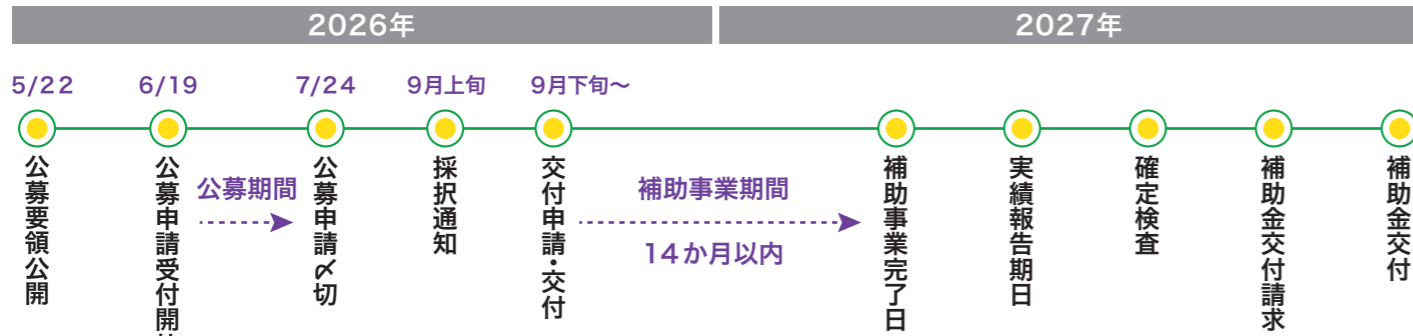 2026年
2027年
5/22
6/19
7/24
9月上旬
9月下旬〜
公募要領公開
公募申請受付開
公募期間
公募申請〆切
採択通知
交付申請・交付
補助事業期間
14か月以内
補助事業完了日
実績報告期日
確定検査
補助金交付請求
補助金交付